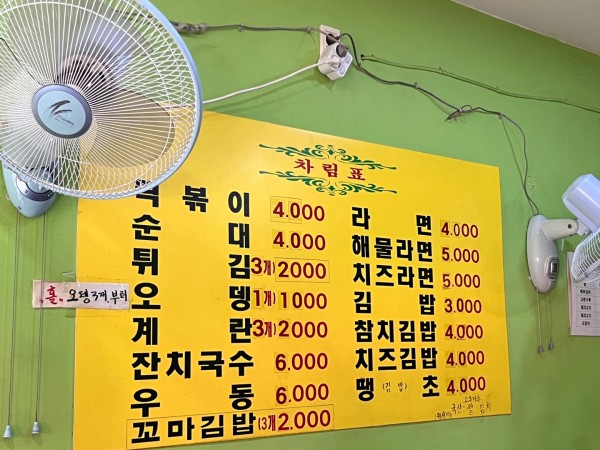 차림표
떡볶이 4.000
순대 4.000
튀김 3개) 2000
오뎅 1개) 1000
계란 3개) 2000
잔치국수 6.000
우동 6.000
꼬마김밥 (3개 2.000
라면 4.000
해물라면 5.000
치즈라면 5.000
김밥 3.000
참치김밥 4.000
치즈김밥 4.000
땡(김밥)초 4.000
홀 오뎅3개부터